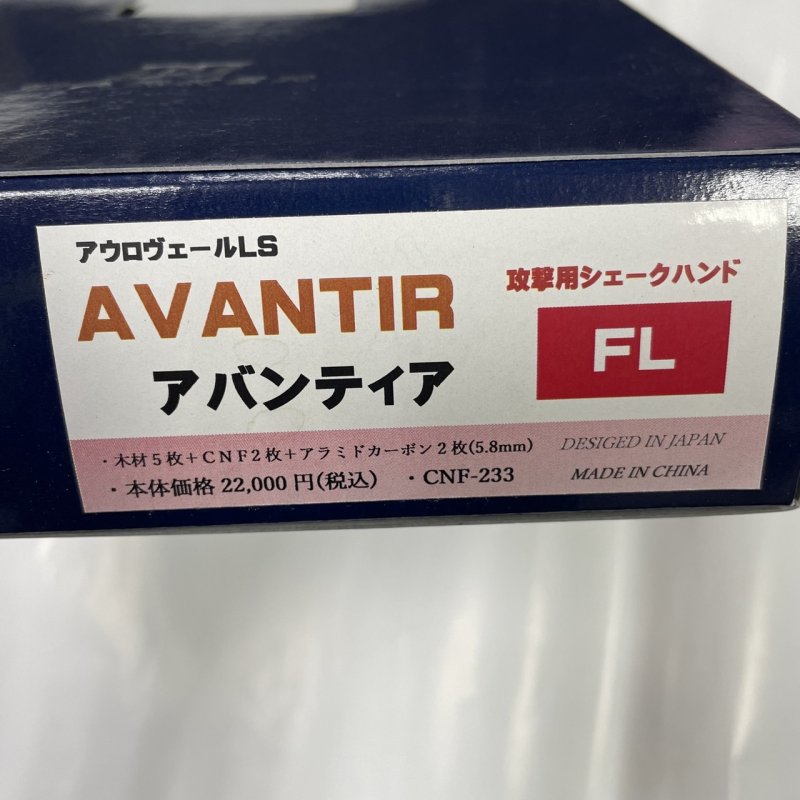 アウロヴェールLS
AVANTIR
アバンティア
攻撃用シェークハンド
FL
・木材5枚+CNF2枚+アラミドカーボン2枚(5.8mm)
・本体価格 22,000 円(税込) ・CNF-233
DESIGED IN JAPAN
MADE IN CHINA